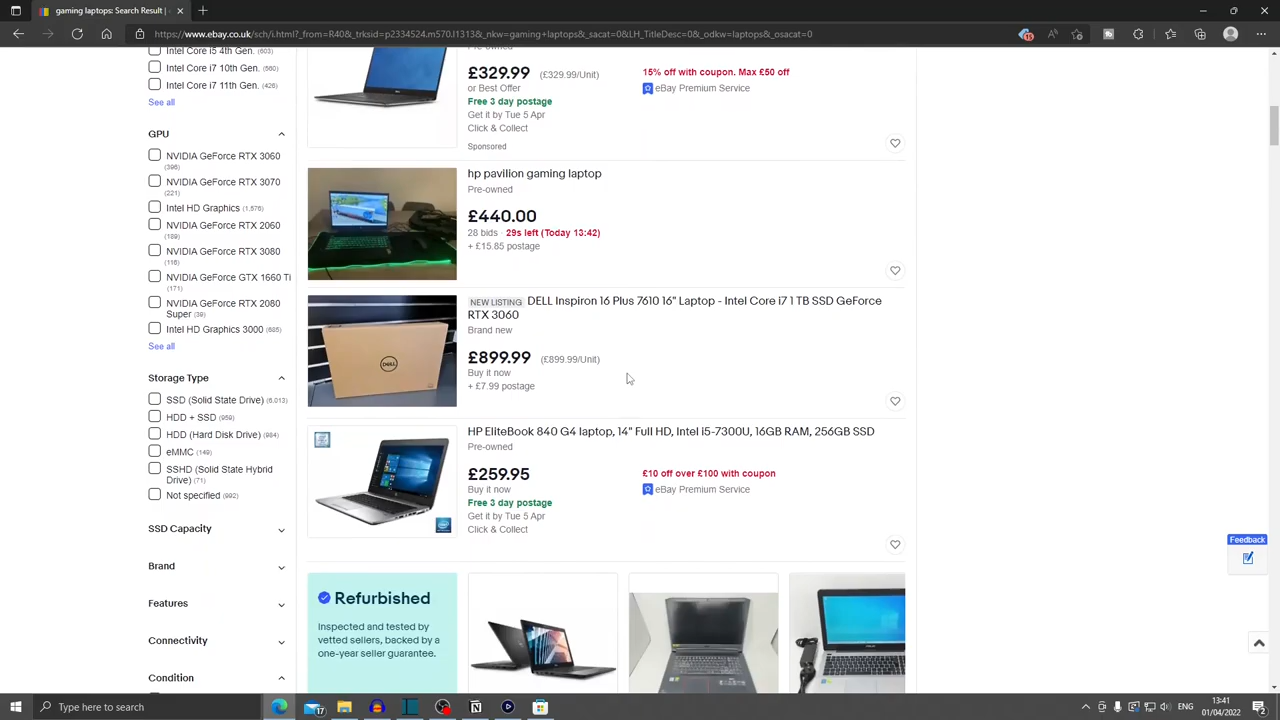 gaming laptops: Search Result
https://www.ebay.co.uk/sch/i.html?_from=R40&_trksid=p2334524.m570.l1313&_nkw=gaming+laptops&_sacat=0&LH_TitleDesc=0&_odkw=laptops&_osacat=0
Intel Core i5 4th Gen. (603)
Intel Core i7 10th Gen. (560)
Intel Core i7 11th Gen. (426)
See all
GPU
NVIDIA GeForce RTX 3060
(396)
NVIDIA GeForce RTX 3070
(221)
Intel HD Graphics (1,576)
NVIDIA GeForce RTX 2060
(189)
NVIDIA GeForce RTX 3080
(116)
NVIDIA GeForce GTX 1660 Ti
(171)
NVIDIA GeForce RTX 2080
Super (39)
Intel HD Graphics 3000 (685)
See all
Storage Type
SSD (Solid State Drive) (6,013)
HDD + SSD (959)
HDD (Hard Disk Drive) (984)
eMMC (149)
SSHD (Solid State Hybrid
Drive) (71)
Not specified (992)
SSD Capacity
Brand
Features
Connectivity
Condition
Pre-owned
£329.99 (£329.99/Unit)
or Best Offer
Free 3 day postage
Get it by Tue 5 Apr
Click & Collect
Sponsored
15% off with coupon. Max £50 off
eBay Premium Service
hp pavilion gaming laptop
Pre-owned
£440.00
28 bids · 29s left (Today 13:42)
+ £15.85 postage
NEW LISTING DELL Inspiron 16 Plus 7610 16" Laptop - Intel Core i7 1 TB SSD GeForce
RTX 3060
Brand new
£899.99 (£899.99/Unit)
Buy it now
+ £7.99 postage
DELL
HP EliteBook 840 G4 laptop, 14" Full HD, Intel i5-7300U, 16GB RAM, 256GB SSD
Pre-owned
£259.95
Buy it now
Free 3 day postage
Get it by Tue 5 Apr
Click & Collect
£10 off over £100 with coupon
eBay Premium Service
Refurbished
Inspected and tested by
vetted sellers, backed by a
one-year seller guarantee.
Feedback
Type here to Search
ENG
13:41
01/04/2022
2